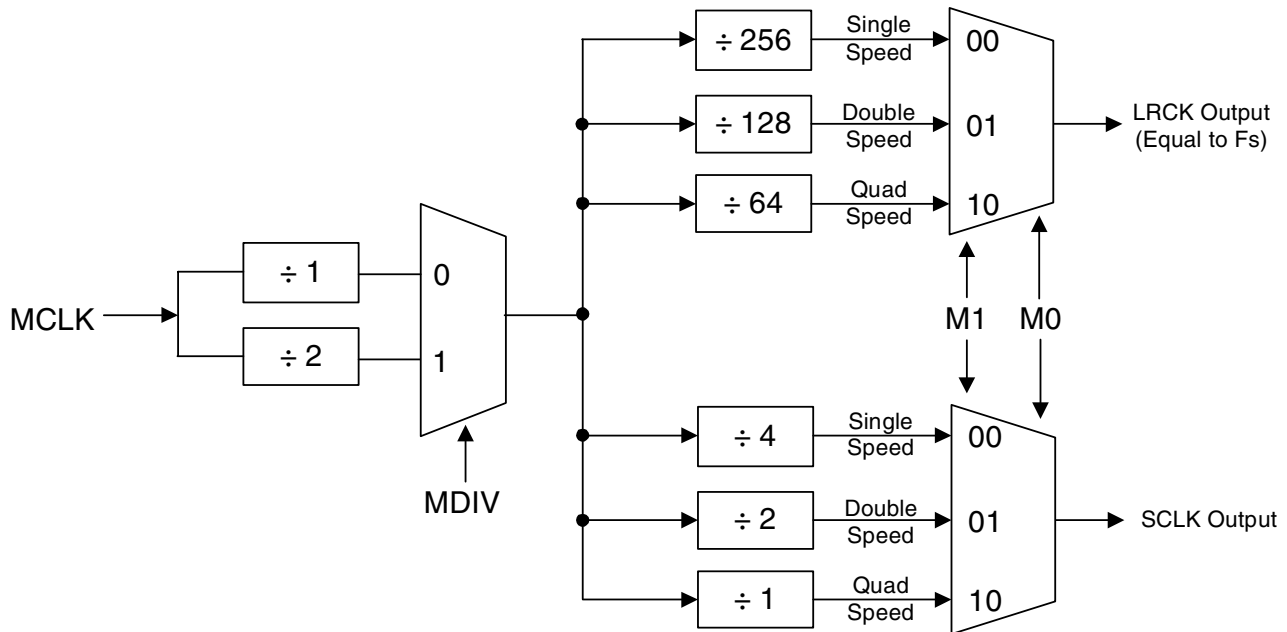 ÷ 256
Single
Speed
00
÷ 128
Double
Speed
01
LRCK Output
(Equal to Fs)
÷ 64
Quad
Speed
10
MCLK
÷ 1
0
÷ 2
1
MDIV
M1
M0
÷ 4
Single
Speed
00
÷ 2
Double
Speed
01
SCLK Output
÷ 1
Quad
Speed
10